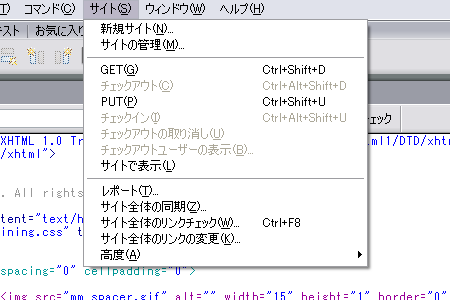 T) コマンド(C) サイト(S) ウィンドウ(W) ヘルプ(H)
新規サイト(N)...
スト お気に入り サイトの管理(M)...
GET(G) Ctrl+Shift+D
チェックアウト(C) Ctrl+Alt+Shift+D
PUT(P) Ctrl+Shift+U
チェックイン(I) Ctrl+Alt+Shift+U ェック
チェックアウトの取り消し(U)
XHTML 1.0 Tr ml1/DTD/xht
チェックアウトユーザーの表示(B)...
/xhtml">
サイトで表示(L)
. All rights レポート(T)...
サイト全体の同期(Z)...
tent="text/h サイト全体のリンクチェック(W)... Ctrl+F8
ining.css" t サイト全体のリンクの変更(K)...
高度(A)
spacing="0" cellpadding="0">
<img src="mm_spacer.gif" alt="" width="15" height="1" border="0"